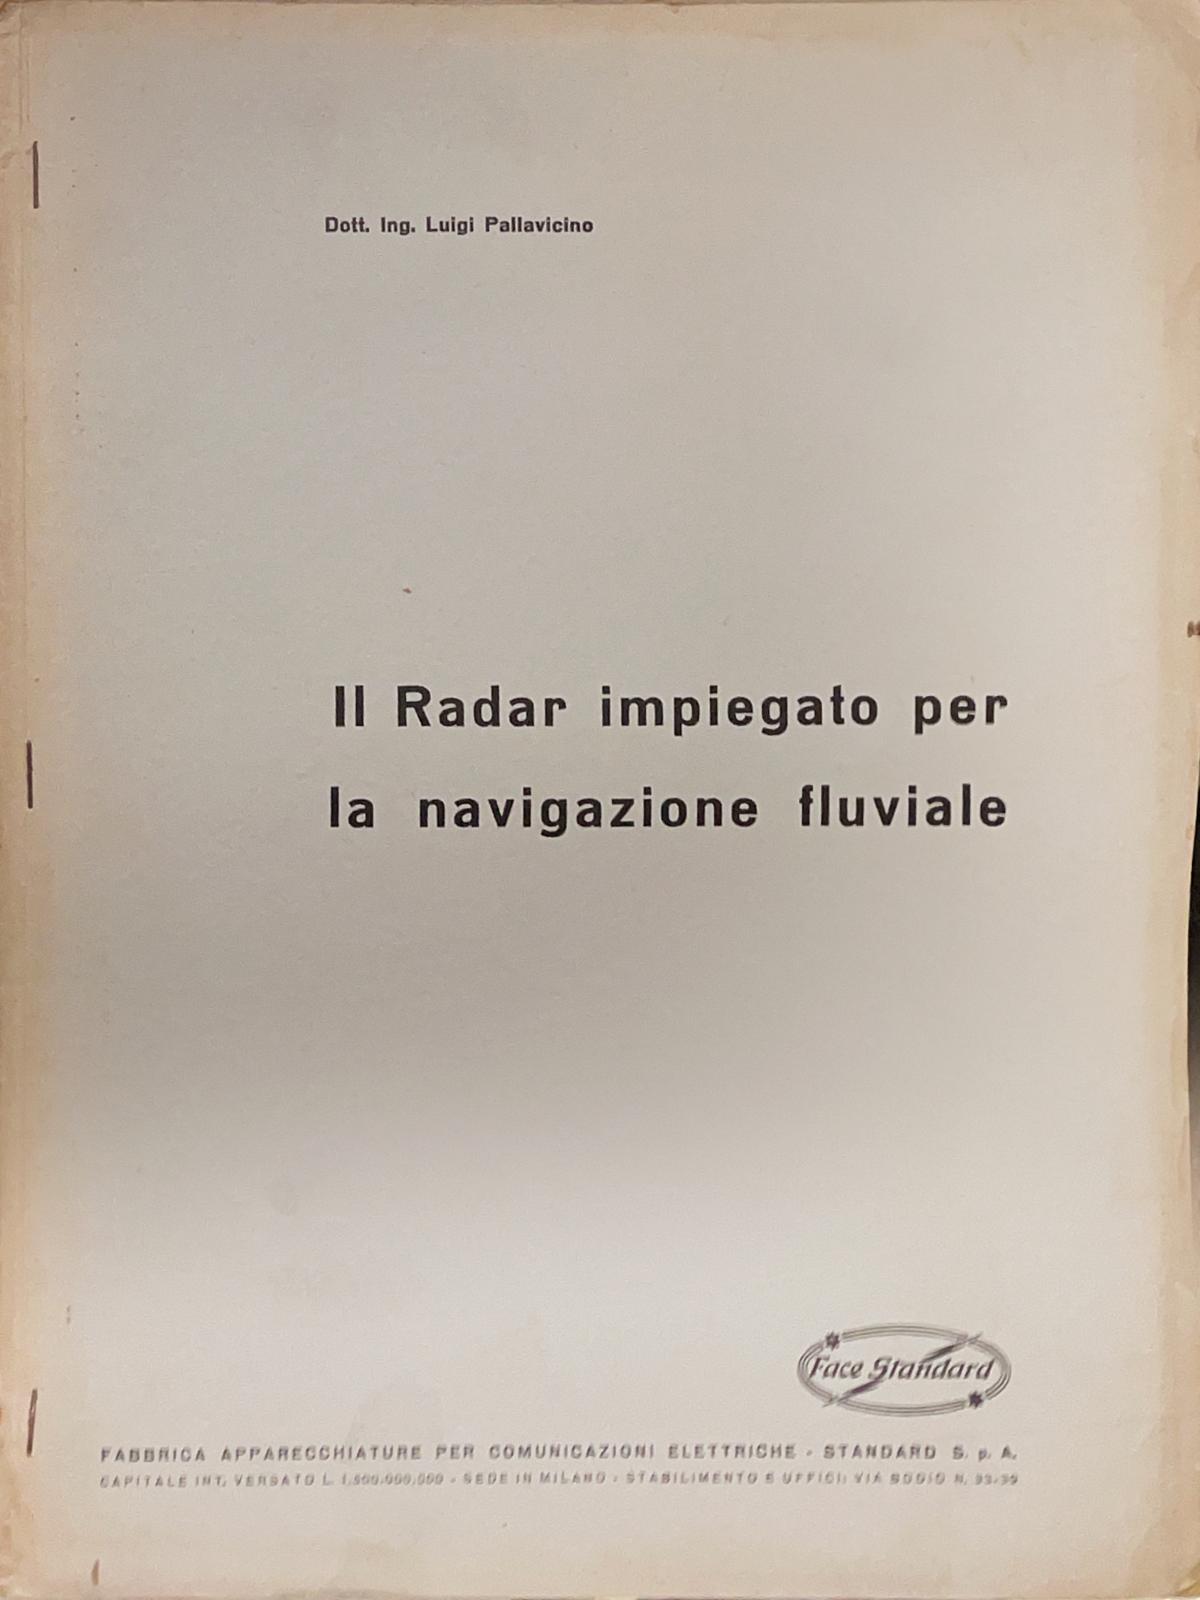 Dott. Ing. Luigi Pallavicino
Il Radar impiegato per
la navigazione fluviale
Face Standard
FABBRICA APPARECCHIATURE PER COMUNICAZIONI ELETTRICHE - STANDARD S. p. A.
CAPITALE INT. VERSATO L. 1.500.000.000 - SEDE IN MILANO - STABILIMENTO E UFFICI: VIA BODIO N. 33-39